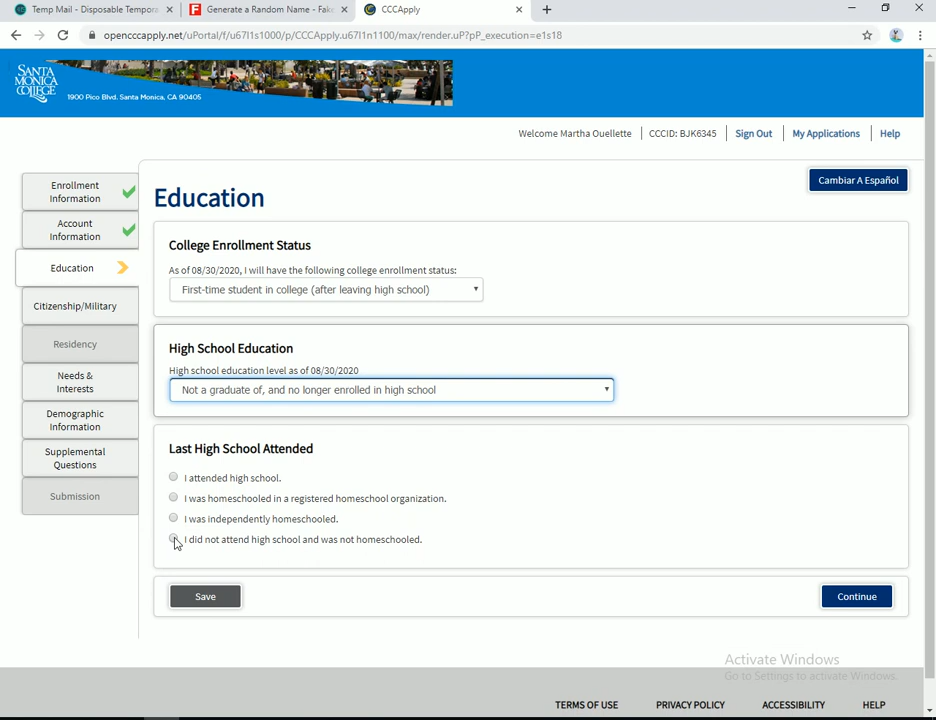 Temp Mail - Disposable Tempora
Generate a Random Name - Fak
CCCApply
opencccapply.net/uPortal/f/u67l1s1000/p/CCCApply.u67l1n1100/max/render.uP?pP_execution=e1s18
SANTA
MONICA
COLLEGE
1900 Pico Blvd. Santa Monica, CA 90405
Welcome Martha Ouellette
CCCID: BJK6345
Sign Out
My Applications
Help
Cambiar A Español
Enrollment
Information
Account
Information
Education
Citizenship/Military
Residency
Needs &
Interests
Demographic
Information
Supplemental
Questions
Submission
Education
College Enrollment Status
As of 08/30/2020, I will have the following college enrollment status:
First-time student in college (after leaving high school)
High School Education
High school education level as of 08/30/2020
Not a graduate of, and no longer enrolled in high school
Last High School Attended
I attended high school.
I was homeschooled in a registered homeschool organization.
I was independently homeschooled.
I did not attend high school and was not homeschooled.
Save
Continue
Activate Windows
Go to Settings to activate Windows.
TERMS OF USE
PRIVACY POLICY
ACCESSIBILITY
HELP